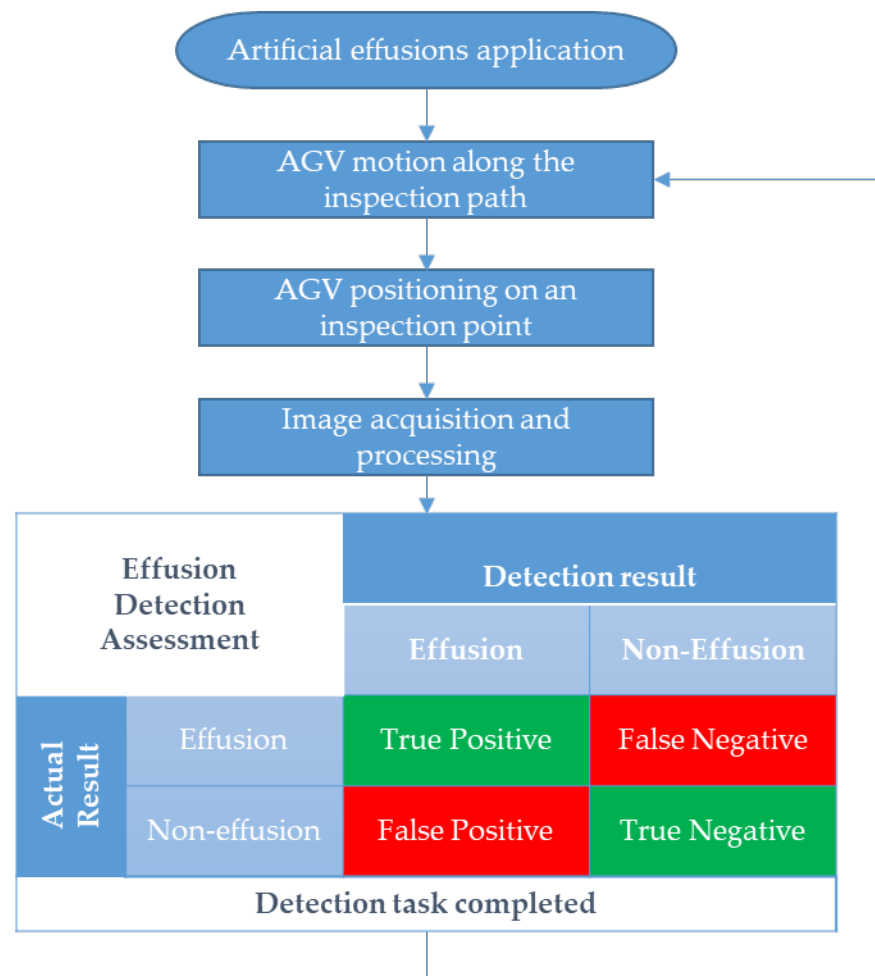 Artificial effusions application
AGV motion along the
inspection path
AGV positioning on an
inspection point
Image acquisition and
processing
Effusion
Detection
Assessment
Detection result
Effusion
Non-Effusion
Actual
Result
Effusion
True Positive
False Negative
Non-effusion
False Positive
True Negative
Detection task completed